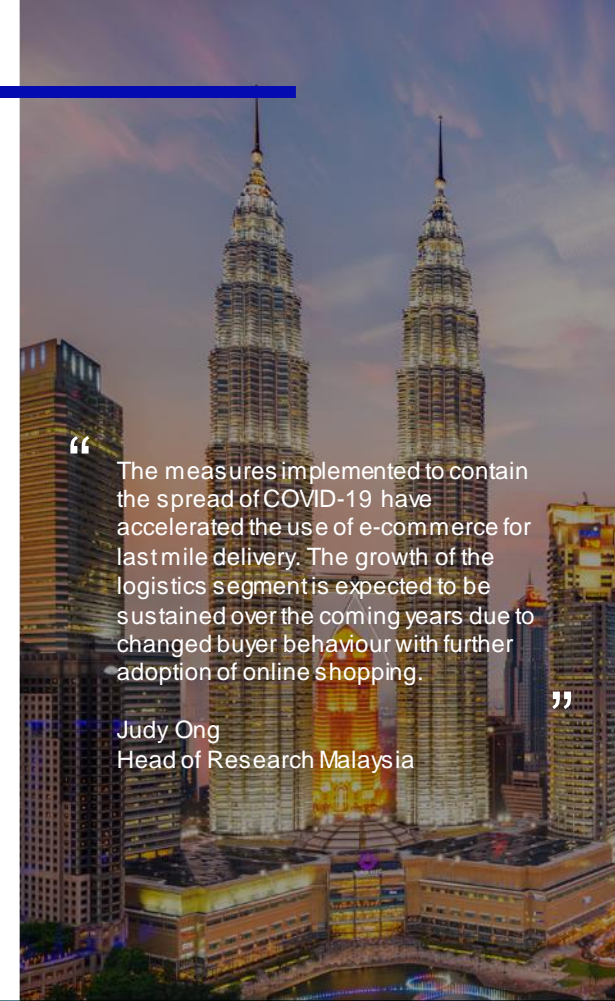 “
The measures implemented to contain
the spread of COVID-19 have
accelerated the use of e-commerce for
last mile delivery. The growth of the
logistics segment is expected to be
sustained over the coming years due to
changed buyer behaviour with further
adoption of online shopping.
”
Judy Ong
Head of Research Malaysia